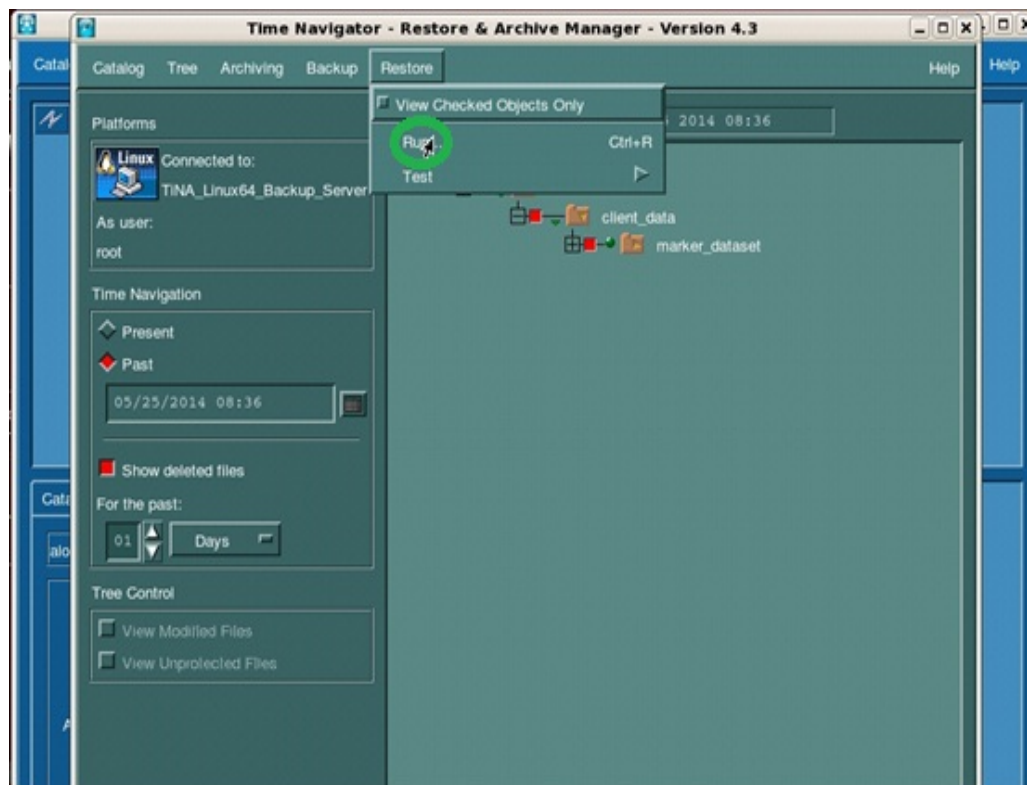 Time Navigator - Restore & Archive Manager - Version 4.3
Catalog Tree Archiving Backup Restore Help Help
View Checked Objects Only
Platforms
2014 08:36
Run... Ctrl+R
Linux Connected to:
Test
TINA_Linux64_Backup_Server
As user:
client_data
root
marker_dataset
Time Navigation
Present
Past
05/25/2014 08:36
Show deleted files
For the past:
01 Days
Tree Control
View Modified Files
View Unprotected Files